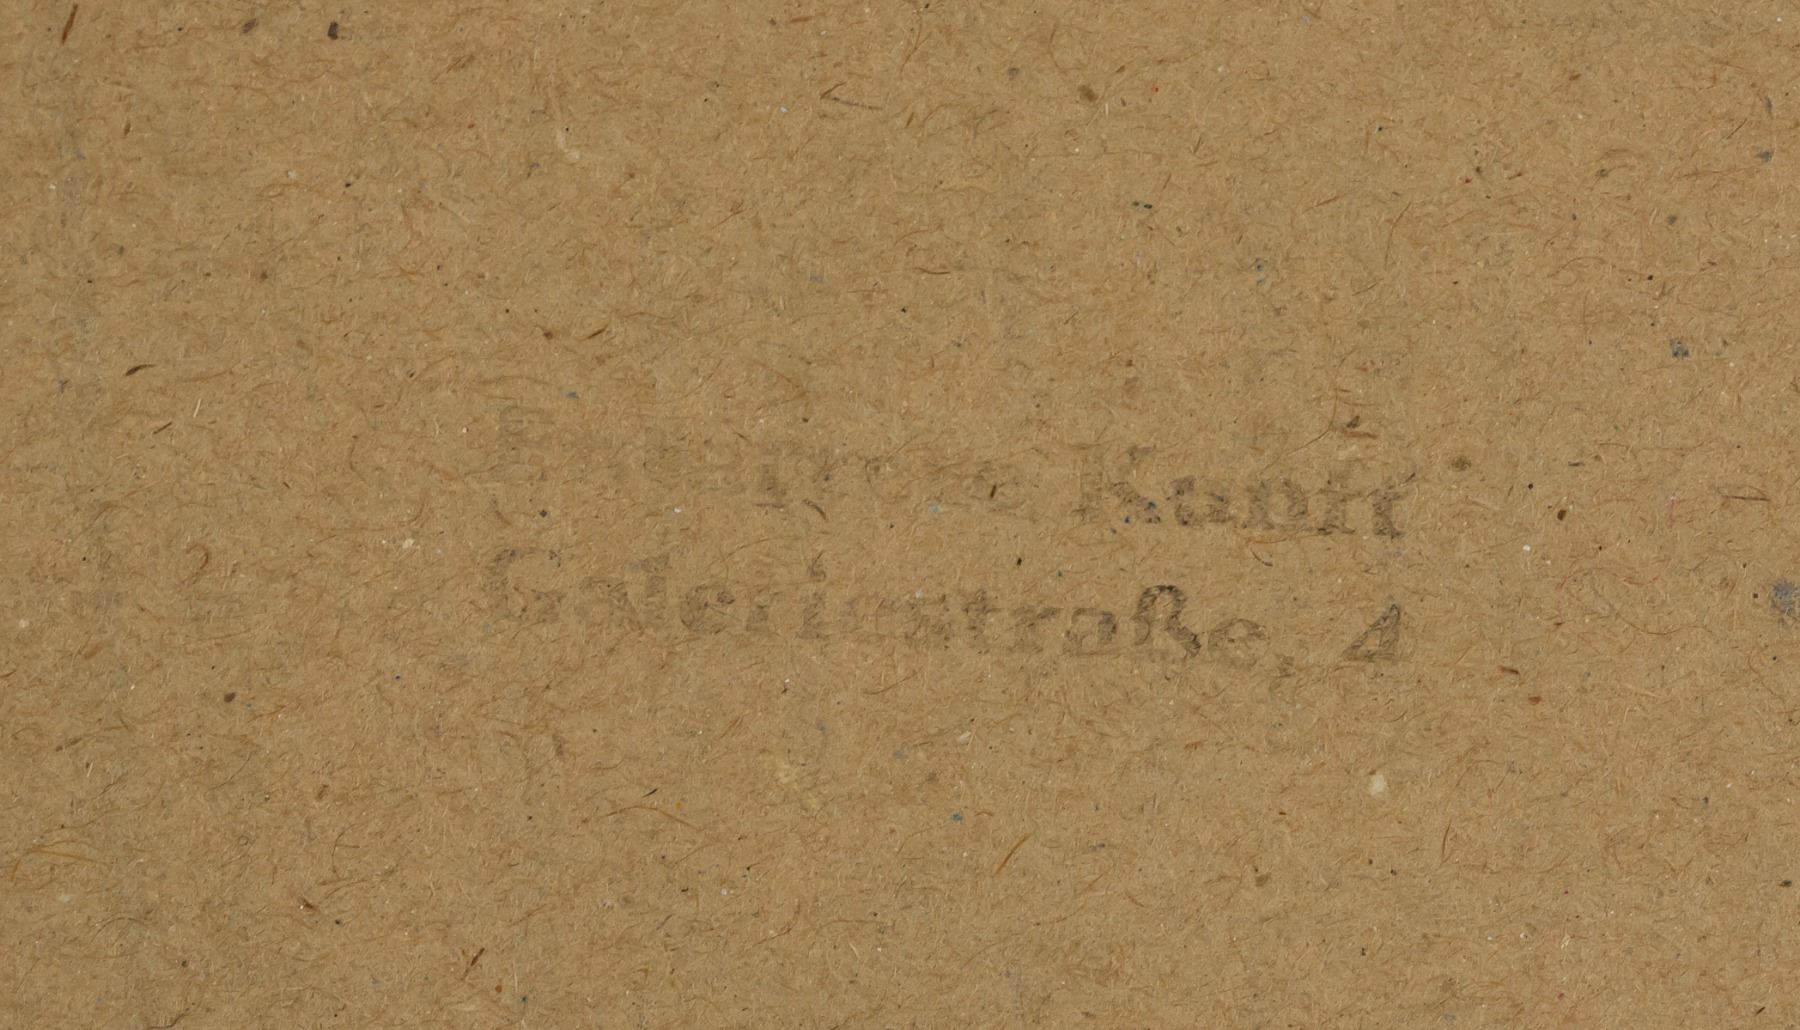 Kunſt
Galeriestraße, 4